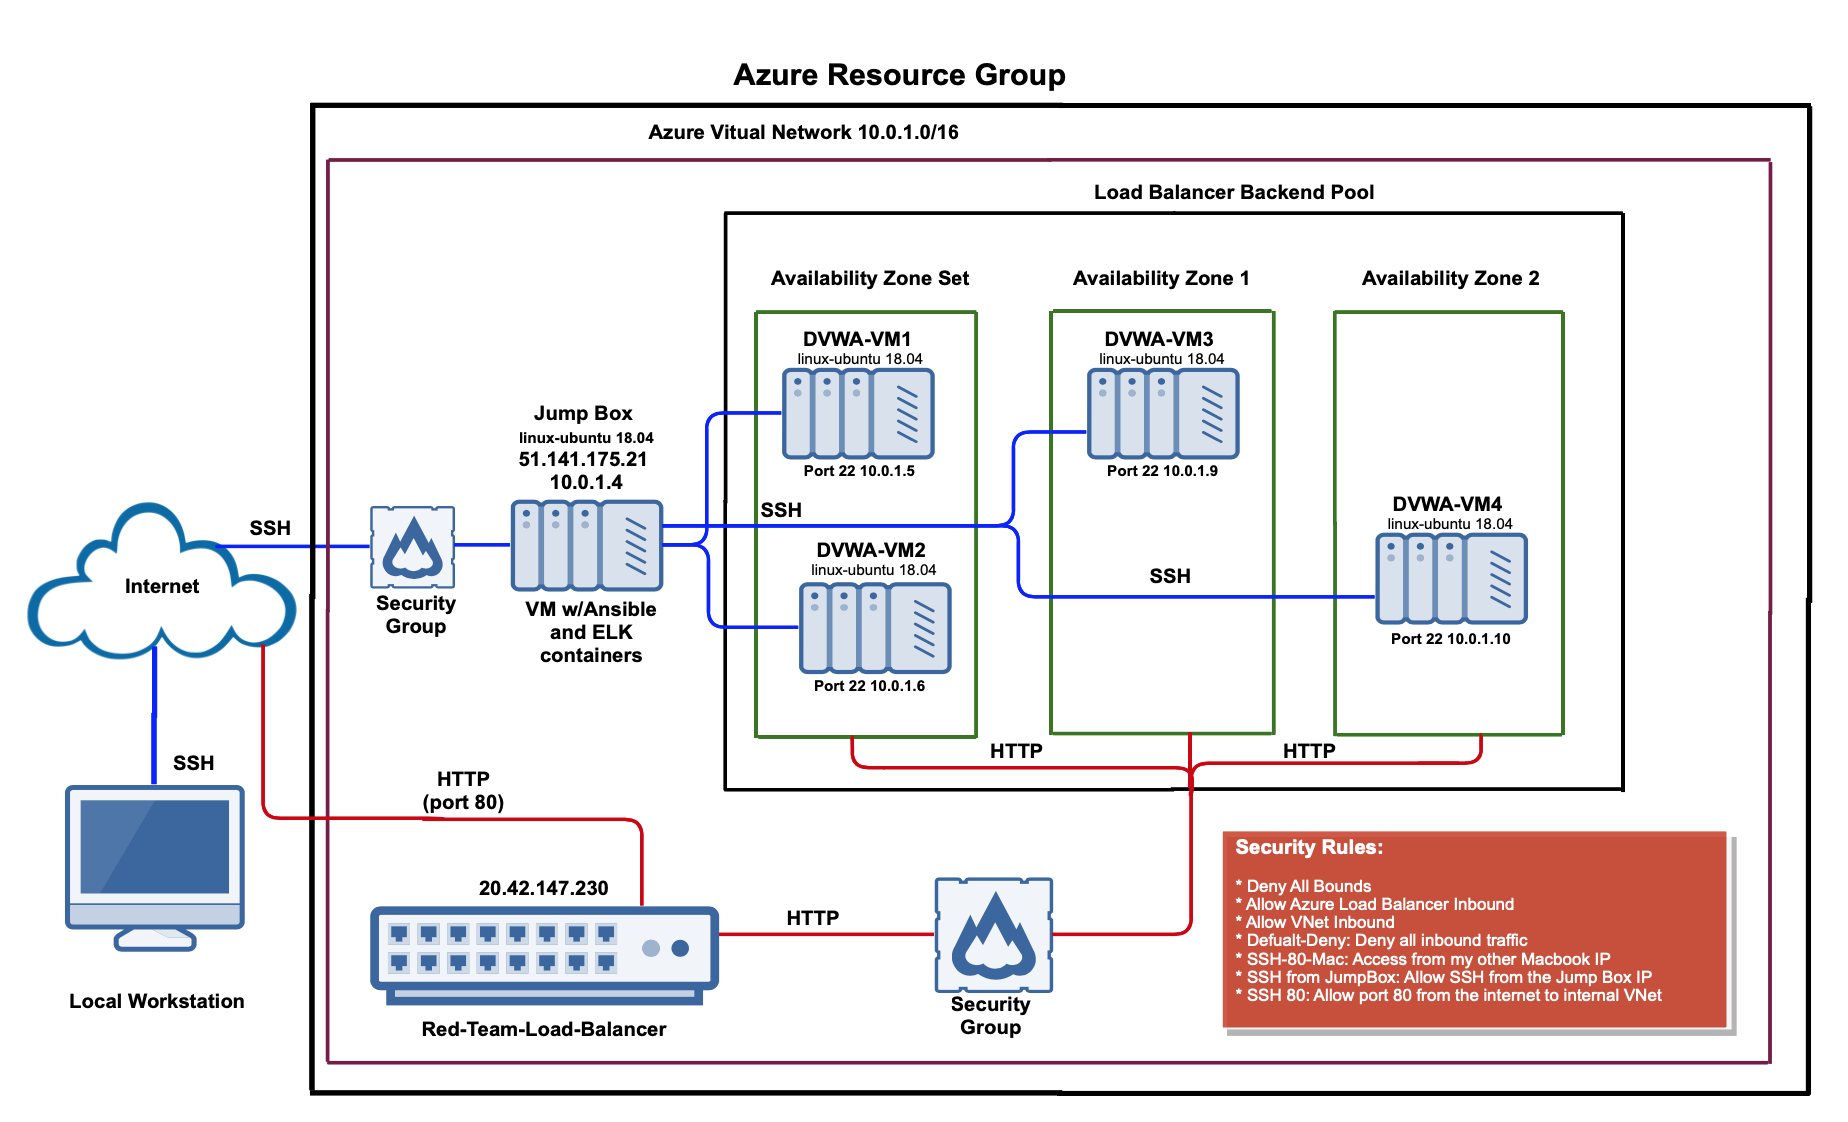 Azure Resource Group
Azure Vitual Network 10.0.1.0/16
Load Balancer Backend Pool
Availability Zone Set
Availability Zone 1
Availability Zone 2
DVWA-VM1
linux-ubuntu 18.04
Port 22 10.0.1.5
DVWA-VM3
linux-ubuntu 18.04
Port 22 10.0.1.9
Jump Box
linux-ubuntu 18.04
51.141.175.21
10.0.1.4
VM w/Ansible
and ELK
containers
SSH
DVWA-VM2
linux-ubuntu 18.04
Port 22 10.0.1.6
SSH
DVWA-VM4
linux-ubuntu 18.04
Port 22 10.0.1.10
SSH
Internet
Security
Group
SSH
Local Workstation
HTTP
(port 80)
HTTP
HTTP
20.42.147.230
Red-Team-Load-Balancer
HTTP
Security
Group
Security Rules:
* Deny All Bounds
* Allow Azure Load Balancer Inbound
* Allow VNet Inbound
* Defualt-Deny: Deny all inbound traffic
* SSH-80-Mac: Access from my other Macbook IP
* SSH from JumpBox: Allow SSH from the Jump Box IP
* SSH 80: Allow port 80 from the internet to internal VNet